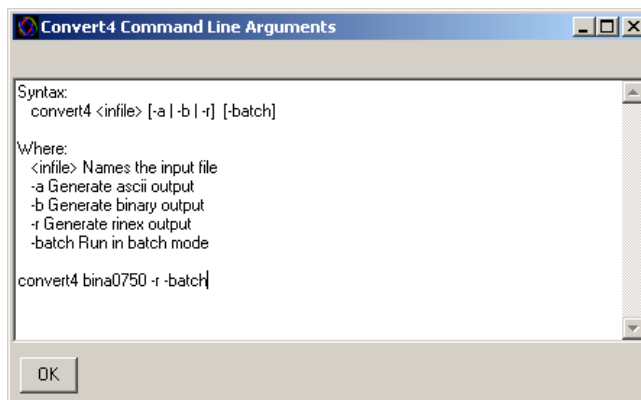 Convert4 Command Line Arguments
Syntax:
convert4 <infile> [-a | -b | -r] [-batch]
Where:
<infile> Names the input file
-a Generate ascii output
-b Generate binary output
-r Generate rinex output
-batch Run in batch mode
convert4 bina0750 -r -batch
OK